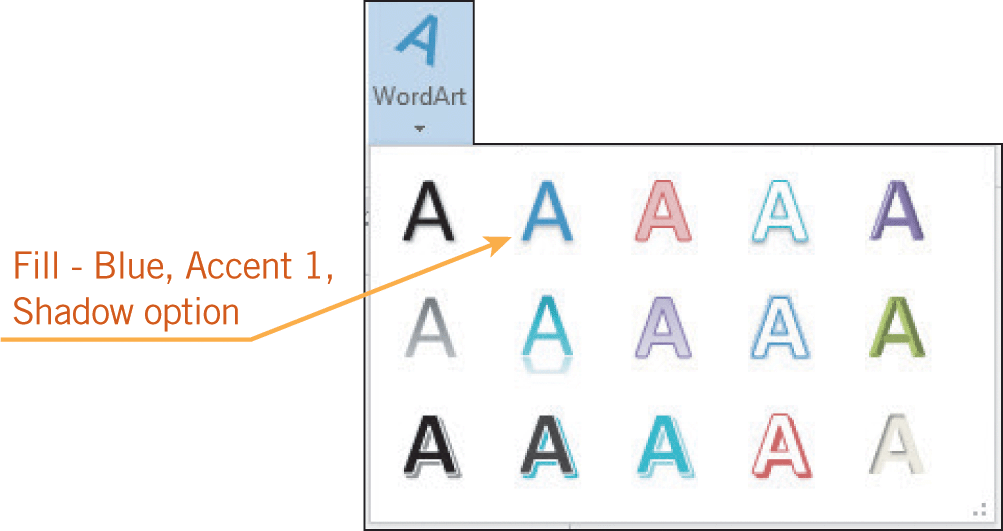 WordArt
A A A A A
Fill - Blue, Accent 1,
Shadow option
A A A A A
A A A A A